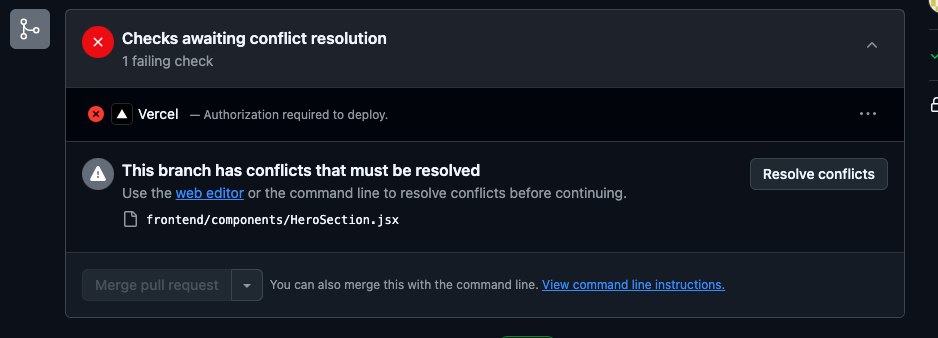 Checks awaiting conflict resolution
1 failing check
Vercel — Authorization required to deploy.
This branch has conflicts that must be resolved
Use the web editor or the command line to resolve conflicts before continuing.
Resolve conflicts
frontend/components/HeroSection.jsx
Merge pull request
You can also merge this with the command line. View command line instructions.